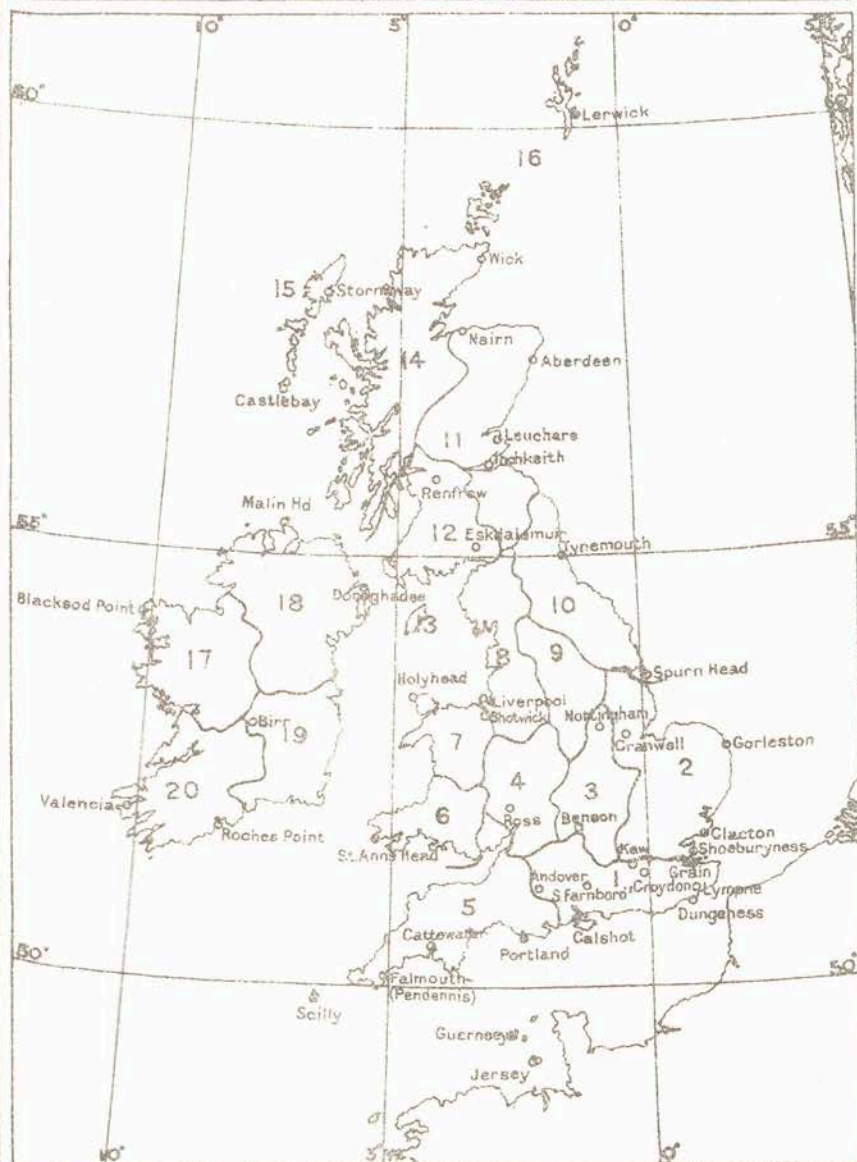 10° 5° 0° 5°
60°
Lerwick
16
Wick
15 Stornoway
Nairn
14 Aberdeen
Castlebay
11 Leuchars
Inchkeith
Renfrew
Malin Hd
55° 12 Eskdalemuir 55°
Tynemouth
Donaghadee
Blacksod Point 18 10
13
17 8 9 Spurn Head
Holyhead Liverpool
Shotwick Nottingham
Birr 19 Cranwell Gorleston
7
20 4 3 2
Valencia 6 Ross Benson
Roches Point Clacton
St. Anns Head Kew Shoeburyness
Andover 1 Grain
S. Farnboro' Croydon Lympne
5 Dungeness
Cattewater Calshot
Portland
50° Falmouth 50°
(Pendennis)
Scilly
Guernsey
Jersey
10° 5° 0°